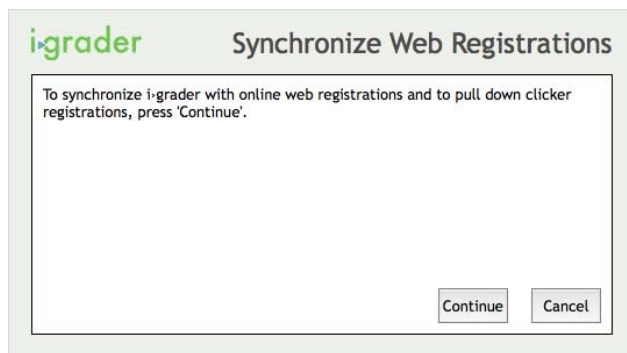 i›grader
Synchronize Web Registrations
To synchronize i›grader with online web registrations and to pull down clicker
registrations, press 'Continue'.
Continue
Cancel